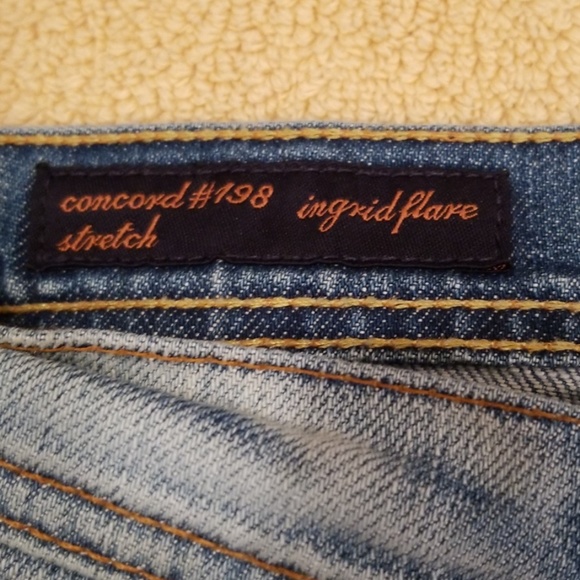 concord #198 ingrid flare
stretch